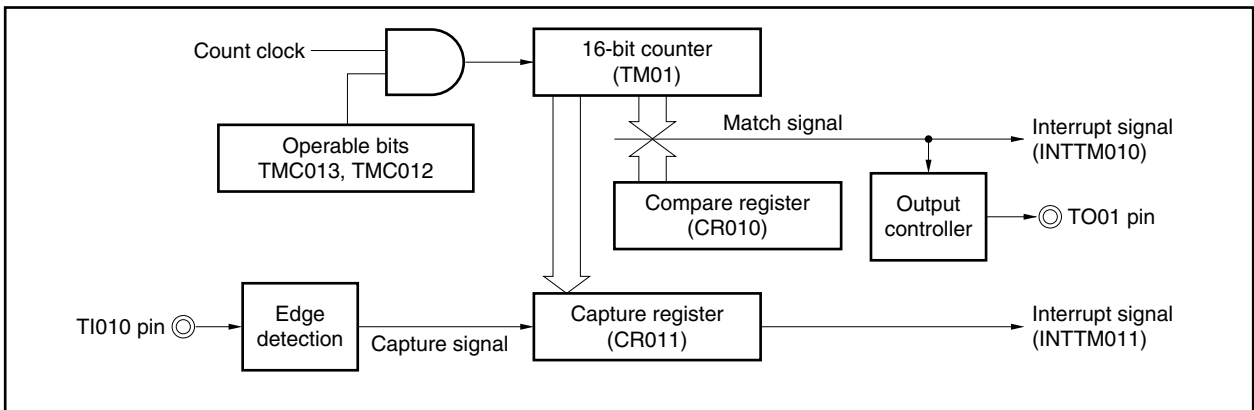 Count clock
16-bit counter
(TM01)
Operable bits
TMC013, TMC012
Match signal
Interrupt signal
(INTTM010)
Compare register
(CR010)
Output
controller
TO01 pin
TI010 pin
Edge
detection
Capture signal
Capture register
(CR011)
Interrupt signal
(INTTM011)